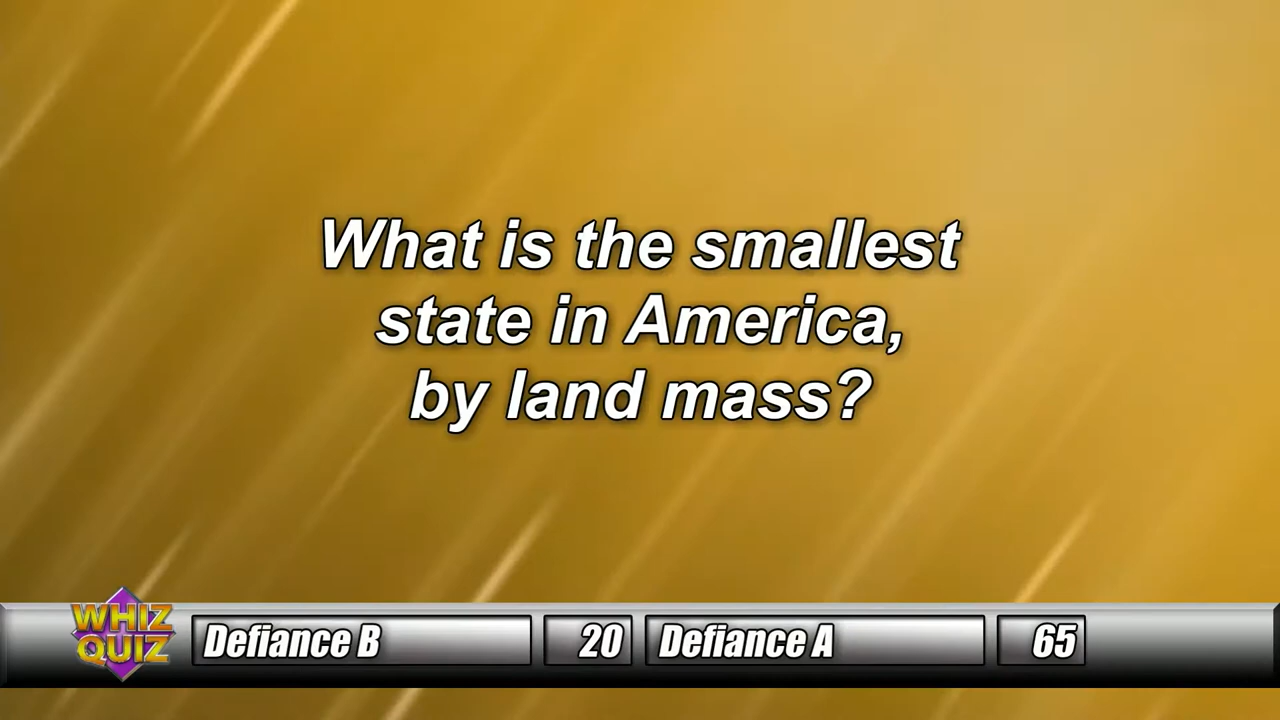 What is the smallest
state in America,
by land mass?
WHIZ
QUIZ
Defiance B
20
Defiance A
65